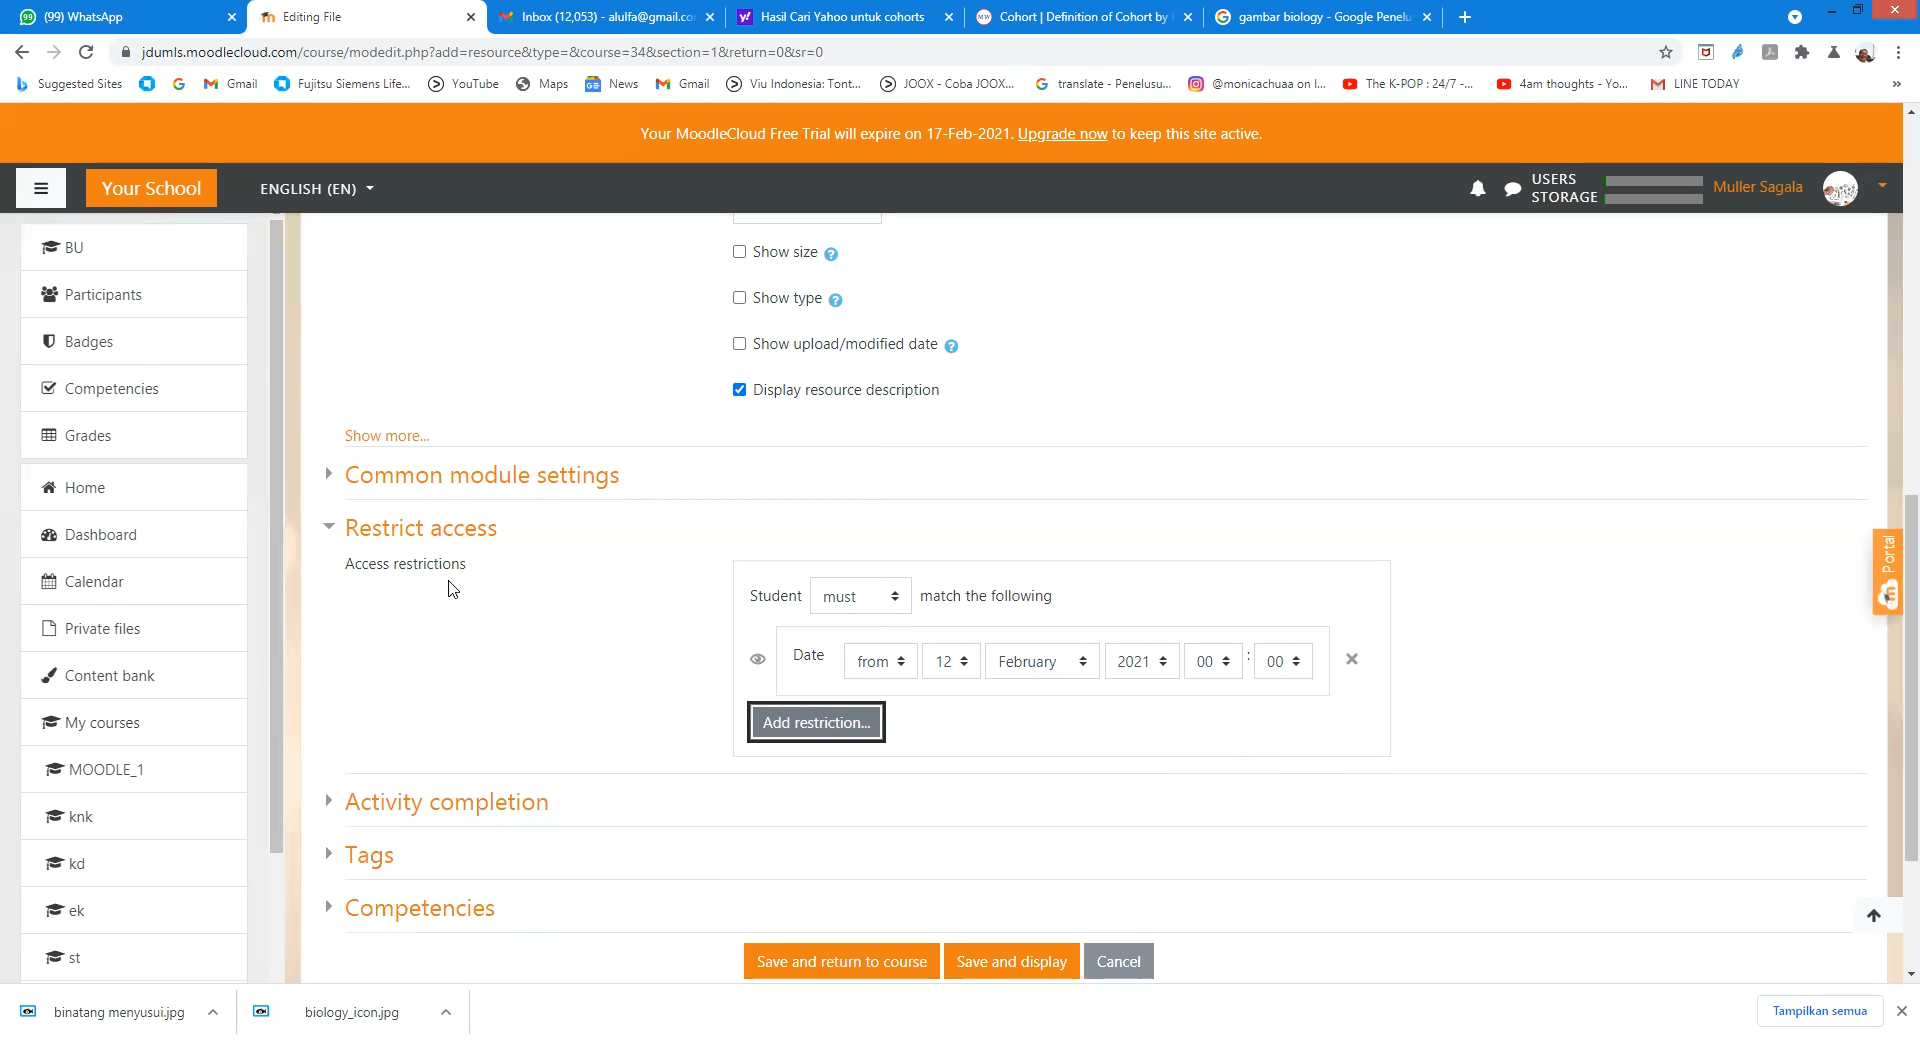 (99) WhatsApp
Editing File
Inbox (12,053) - alulfa@gmail.co
Hasil Cari Yahoo untuk cohorts
Cohort | Definition of Cohort by
gambar biology - Google Penelu
jdumls.moodlecloud.com/course/modedit.php?add=resource&type=&course=34&section=1&return=0&sr=0
Suggested Sites
Gmail
Fujitsu Siemens Life...
YouTube
Maps
News
Gmail
Viu Indonesia: Tont...
JOOX - Coba JOOX...
translate - Penelusu...
@monicachuaa on I...
The K-POP : 24/7 -...
4am thoughts - Yo...
LINE TODAY
»
Your MoodleCloud Free Trial will expire on 17-Feb-2021. Upgrade now to keep this site active.
Your School
ENGLISH (EN)
USERS
STORAGE
Muller Sagala
BU
Participants
Badges
Competencies
Grades
Home
Dashboard
Calendar
Private files
Content bank
My courses
MOODLE_1
knk
kd
ek
st
Show size
Show type
Show upload/modified date
Display resource description
Show more...
Common module settings
Restrict access
Access restrictions
Student must match the following
Date from 12 February 2021 00 : 00
Add restriction...
Activity completion
Tags
Competencies
Save and return to course
Save and display
Cancel
Portal
binatang menyusui.jpg
biology_icon.jpg
Tampilkan semua